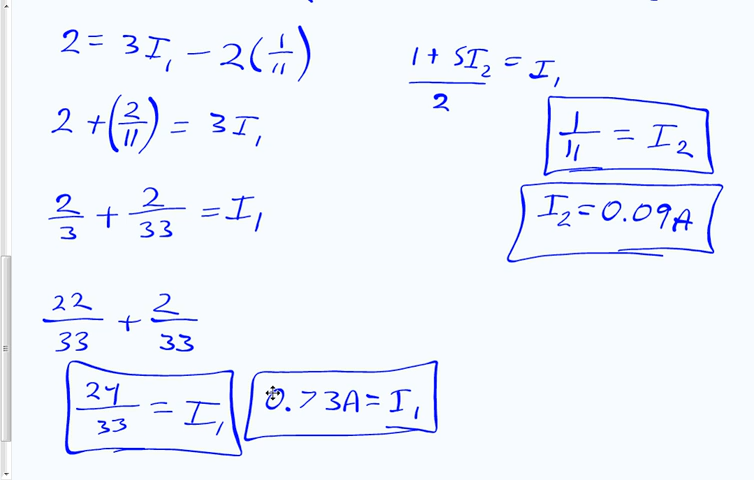 2 = 3I₁ - 2(1/11)
2 + (2/11) = 3I₁
2/3 + 2/33 = I₁
22/33 + 2/33
24/33 = I₁
0.73A = I₁
(1 + 5I₂)/2 = I₁
1/11 = I₂
I₂ = 0.09A